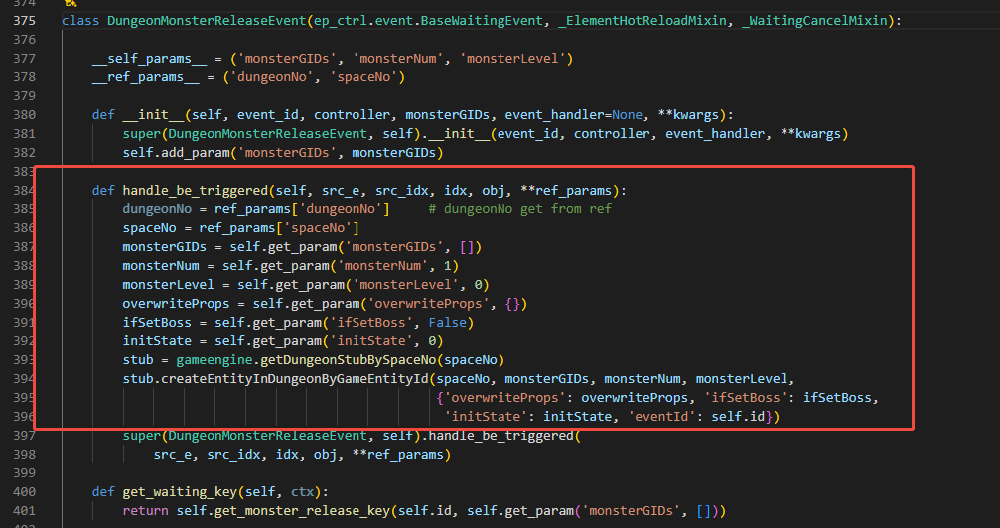 374
375 class DungeonMonsterReleaseEvent(ep_ctrl.event.BaseWaitingEvent, _ElementHotReloadMixin, _WaitingCancelMixin):
376
377     __self_params__ = ('monsterGIDs', 'monsterNum', 'monsterLevel')
378     __ref_params__ = ('dungeonNo', 'spaceNo')
379
380     def __init__(self, event_id, controller, monsterGIDs, event_handler=None, **kwargs):
381         super(DungeonMonsterReleaseEvent, self).__init__(event_id, controller, event_handler, **kwargs)
382         self.add_param('monsterGIDs', monsterGIDs)
383
384     def handle_be_triggered(self, src_e, src_idx, idx, obj, **ref_params):
385         dungeonNo = ref_params['dungeonNo']     # dungeonNo get from ref
386         spaceNo = ref_params['spaceNo']
387         monsterGIDs = self.get_param('monsterGIDs', [])
388         monsterNum = self.get_param('monsterNum', 1)
389         monsterLevel = self.get_param('monsterLevel', 0)
390         overwriteProps = self.get_param('overwriteProps', {})
391         ifSetBoss = self.get_param('ifSetBoss', False)
392         initState = self.get_param('initState', 0)
393         stub = gameengine.getDungeonStubBySpaceNo(spaceNo)
394         stub.createEntityInDungeonByGameEntityId(spaceNo, monsterGIDs, monsterNum, monsterLevel,
395                                                  {'overwriteProps': overwriteProps, 'ifSetBoss': ifSetBoss,
396                                                   'initState': initState, 'eventId': self.id})
397         super(DungeonMonsterReleaseEvent, self).handle_be_triggered(
398             src_e, src_idx, idx, obj, **ref_params)
399
400     def get_waiting_key(self, ctx):
401         return self.get_monster_release_key(self.id, self.get_param('monsterGIDs', []))